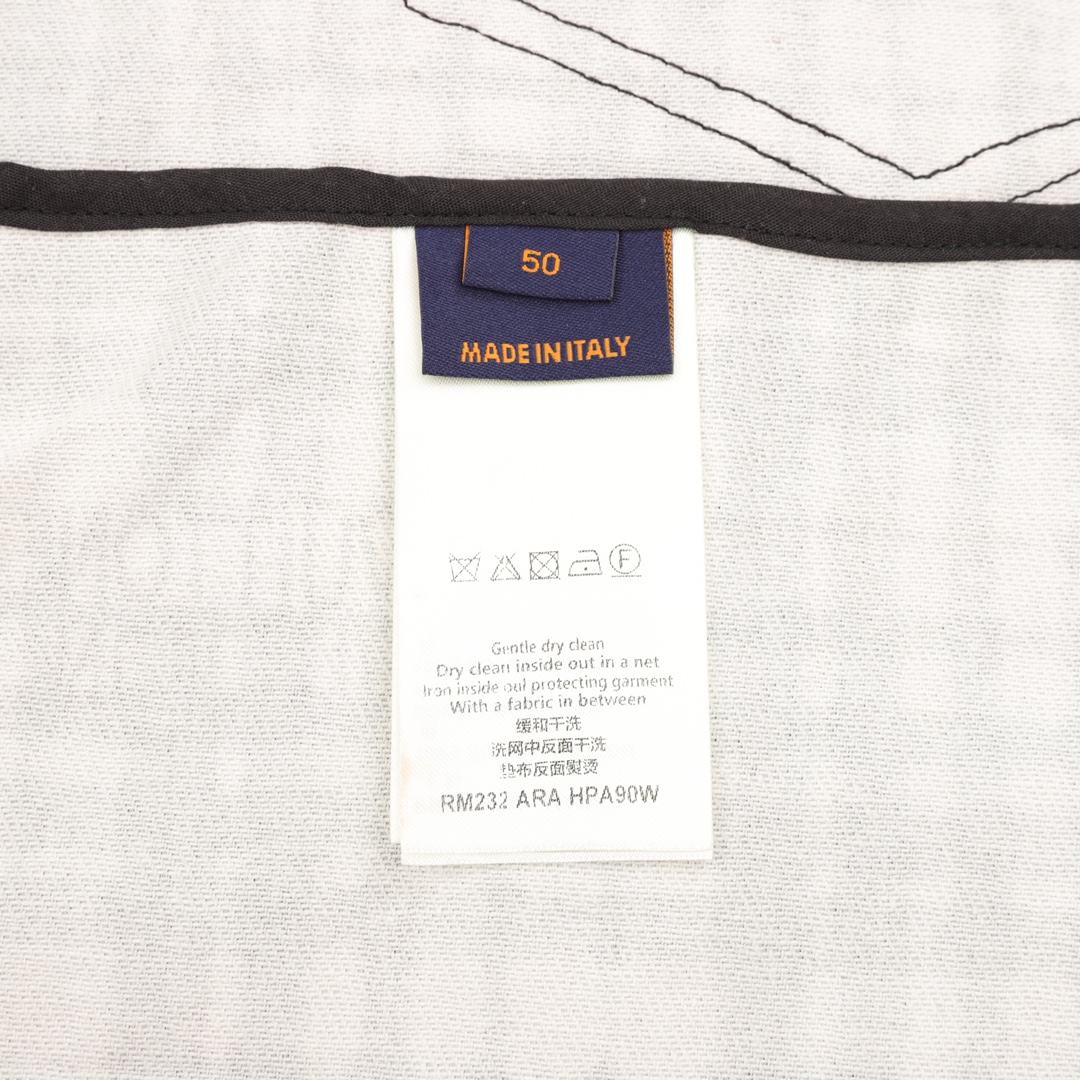 50
MADE IN ITALY
F
Gentle dry clean
Dry clean inside out in a net
Iron inside out protecting garment
With a fabric in between
缓和干洗
洗网中反面干洗
垫布反面熨烫
RM232 ARA HPA90W